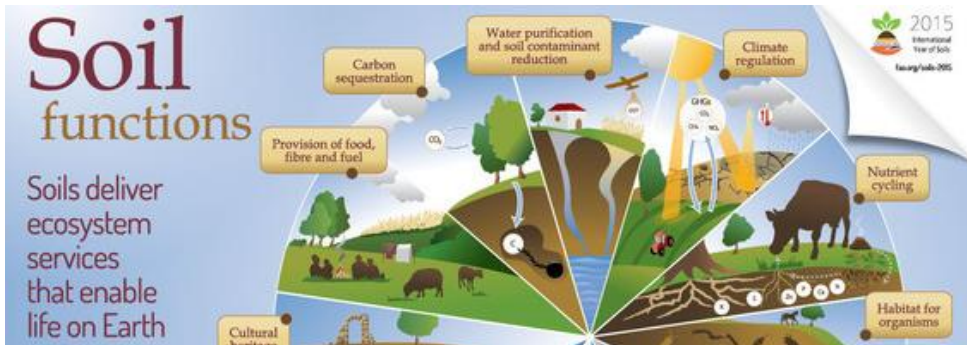 Soil
functions
Soils deliver
ecosystem
services
that enable
life on Earth
Provision of food,
fibre and fuel
Carbon
sequestration
Water purification
and soil contaminant
reduction
Climate
regulation
2015
International
Year of Soils
fao.org/soils-2015
Nutrient
cycling
Habitat for
organisms
Cultural
heritage
CO₂
C
GHGs
CO₂
CH₄